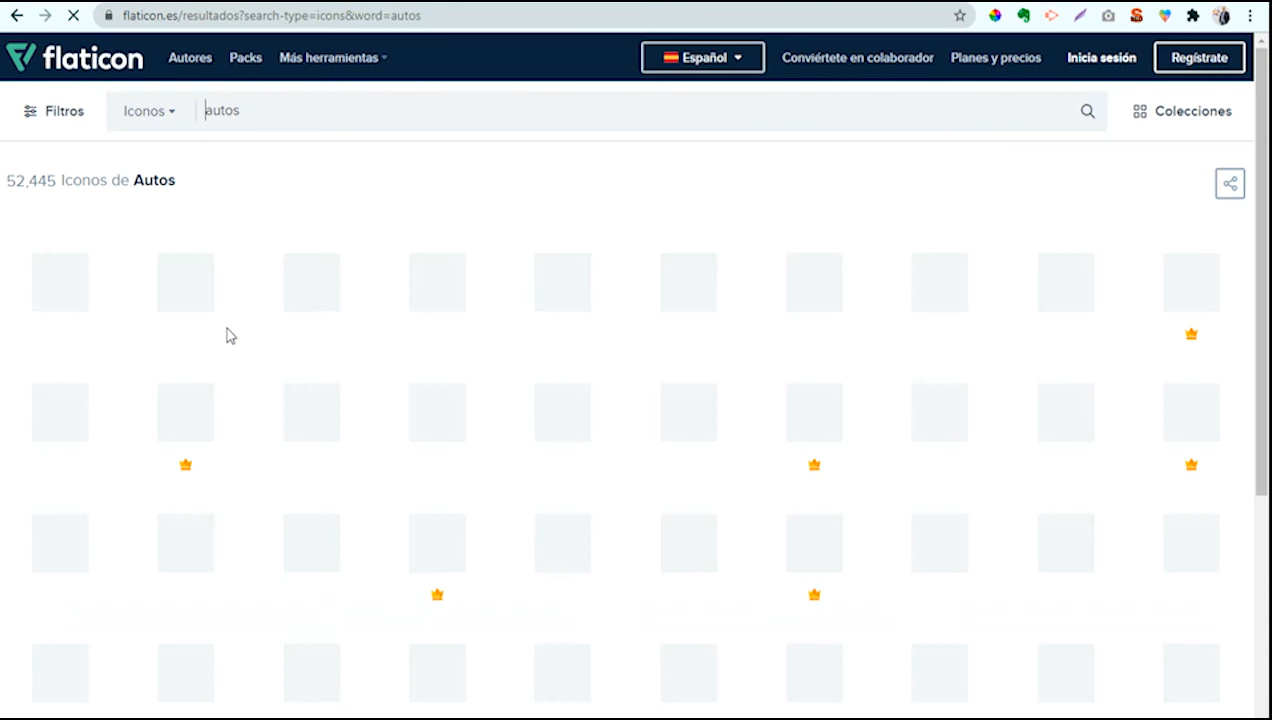 flaticon.es/resultados?search-type=icons&word=autos
flaticon
Autores Packs Más herramientas
Español
Conviértete en colaborador Planes y precios Inicia sesión Regístrate
Filtros Iconos autos Colecciones
52,445 Iconos de Autos